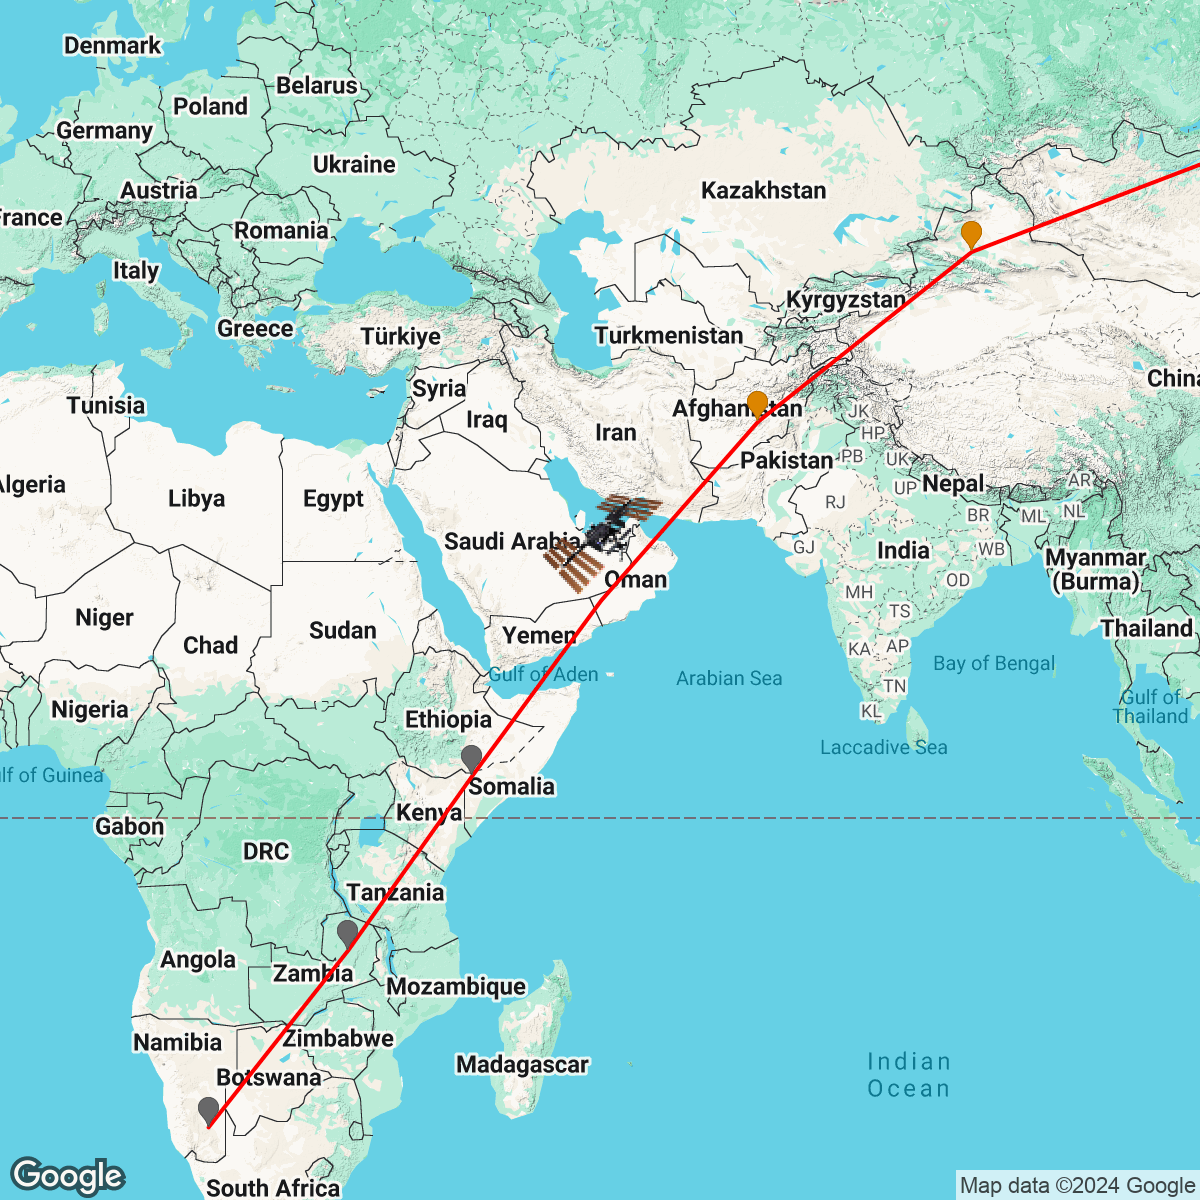 Denmark
Belarus
Poland
Germany
Ukraine
Austria
Kazakhstan
France
Romania
Italy
Kyrgyzstan
Greece
Türkiye
Turkmenistan
China
Syria
Tunisia
Afghanistan
JK
Iraq
Iran
HP
Pakistan
PB
UK
Algeria
Libya
Egypt
UP
Nepal
AR
RJ
BR
ML
NL
Saudi Arabia
GJ
India
WB
Myanmar
(Burma)
Oman
OD
MH
TS
Niger
Sudan
Yemen
Thailand
Chad
KA
AP
Gulf of Aden
Arabian Sea
Bay of Bengal
TN
Nigeria
Ethiopia
KL
Gulf of
Thailand
Laccadive Sea
Gulf of Guinea
Somalia
Kenya
Gabon
DRC
Tanzania
Angola
Zambia
Mozambique
Namibia
Zimbabwe
Madagascar
Indian
Ocean
Botswana
Google
South Africa
Map data ©2024 Google